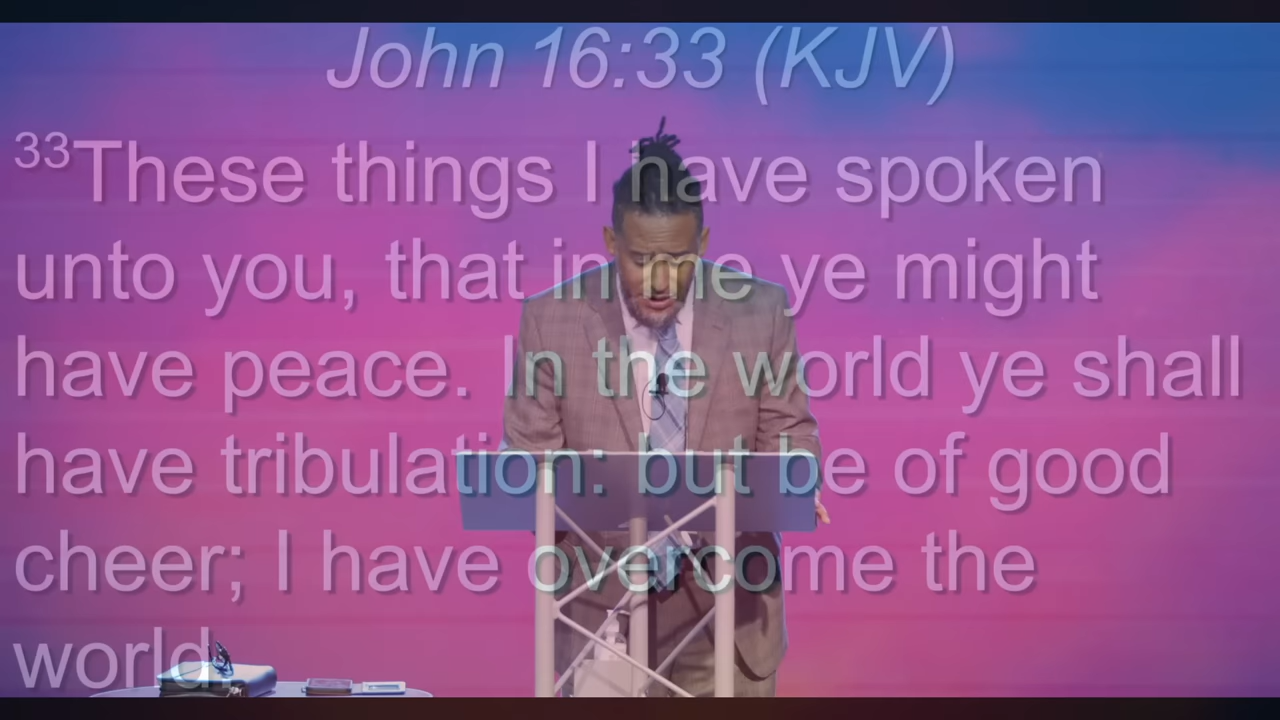 John 16:33 (KJV)
33These things I have spoken
unto you, that in me ye might
have peace. In the world ye shall
have tribulation: but be of good
cheer; I have overcome the
world.